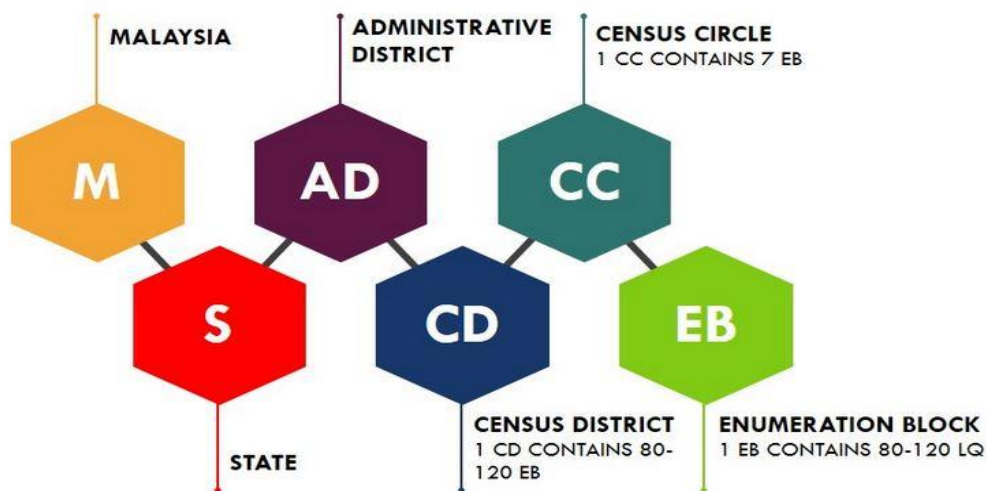 MALAYSIA
ADMINISTRATIVE
DISTRICT
CENSUS CIRCLE
1 CC CONTAINS 7 EB
M
AD
CC
S
CD
EB
STATE
CENSUS DISTRICT
1 CD CONTAINS 80-
120 EB
ENUMERATION BLOCK
1 EB CONTAINS 80-120 LQ